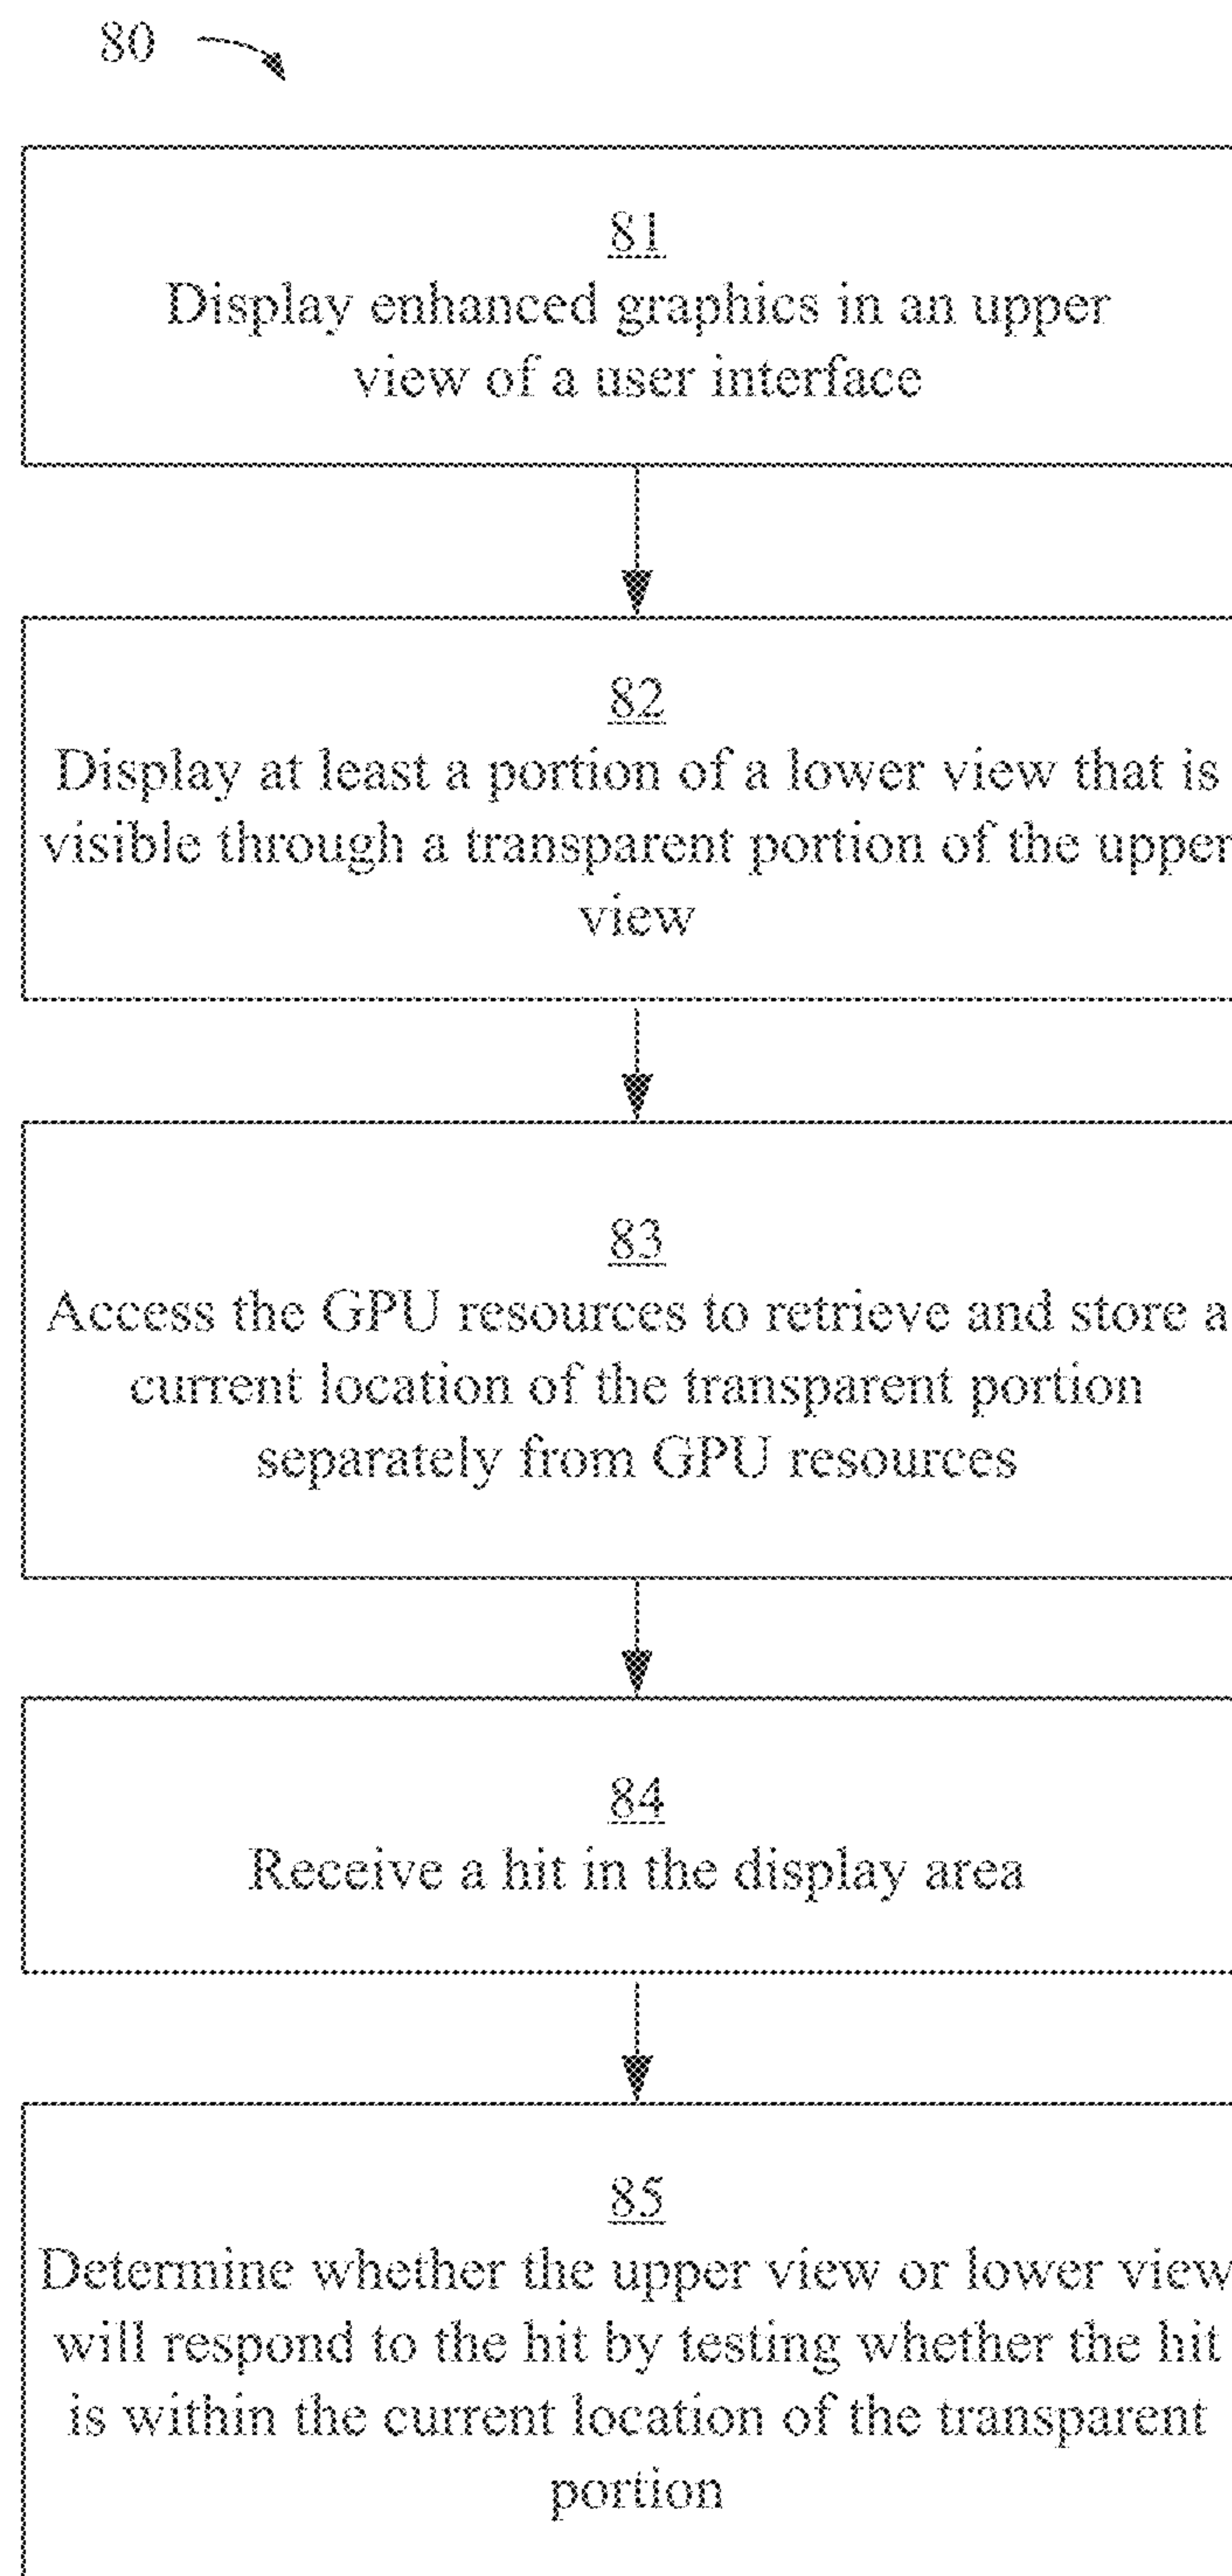 80
81
Display enhanced graphics in an upper
view of a user interface
82
Display at least a portion of a lower view that is
visible through a transparent portion of the upper
view
83
Access the GPU resources to retrieve and store a
current location of the transparent portion
separately from GPU resources
84
Receive a hit in the display area
85
Determine whether the upper view or lower view
will respond to the hit by testing whether the hit
is within the current location of the transparent
portion